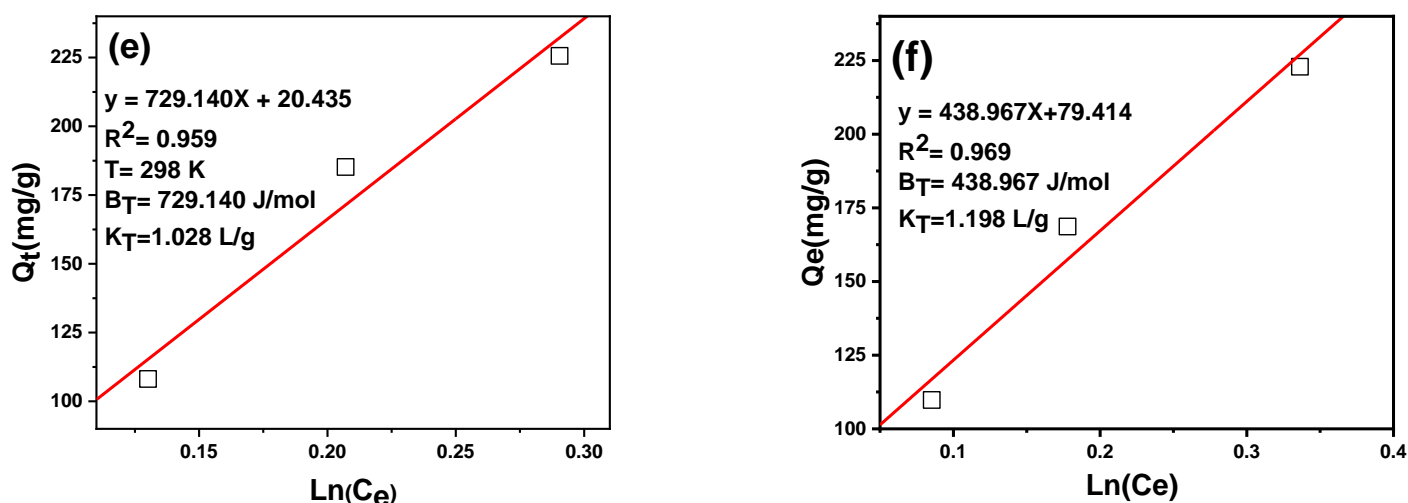 (e)
y = 729.140X + 20.435
R²= 0.959
T= 298 K
BT= 729.140 J/mol
KT=1.028 L/g
Qt(mg/g)
225
200
175
150
125
100
0.15
0.20
0.25
0.30
Ln(Ce)
(f)
y = 438.967X+79.414
R²= 0.969
BT= 438.967 J/mol
KT=1.198 L/g
Qe(mg/g)
225
200
175
150
125
100
0.1
0.2
0.3
0.4
Ln(Ce)